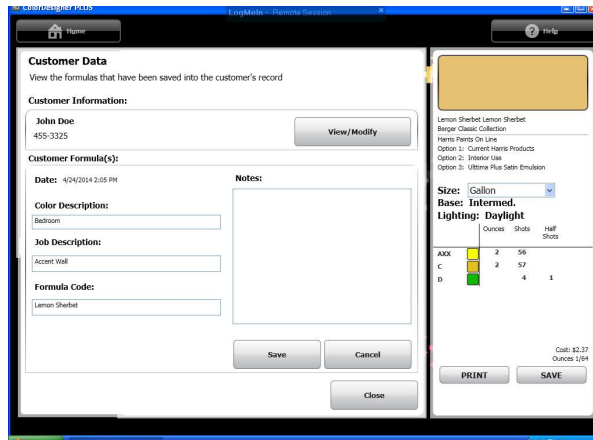 ColorDesigner PLUS
LogMeIn - Remote Session
Home
Help
Customer Data
View the formulas that have been saved into the customer's record
Customer Information:
John Doe
455-3325
View/Modify
Customer Formula(s):
Date: 4/24/2014 2:05 PM
Notes:
Color Description:
Bedroom
Job Description:
Accent Wall
Formula Code:
Lemon Sherbet
Save
Cancel
Close
Lemon Sherbet Lemon Sherbet
Berger Classic Collection
Harris Paints On Line
Option 1: Current Harris Products
Option 2: Interior Use
Option 3: Ulttima Plus Satin Emulsion
Size: Gallon
Base: Intermed.
Lighting: Daylight
Ounces Shots Half Shots
AXX 2 56
C 2 57
D 4 1
Cost: $2.37
Ounces 1/64
PRINT
SAVE